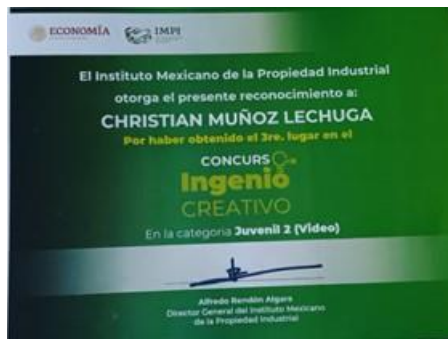 ECONOMÍA
IMPI
El Instituto Mexicano de la Propiedad Industrial
otorga el presente reconocimiento a:
CHRISTIAN MUÑOZ LECHUGA
Por haber obtenido el 3re. lugar en el
CONCURS
Ingenio
CREATIVO
En la categoria Juvenil 2 (Video)
Alfredo Rendón Algara
Director General del Instituto Mexicano
de la Propiedad Industrial